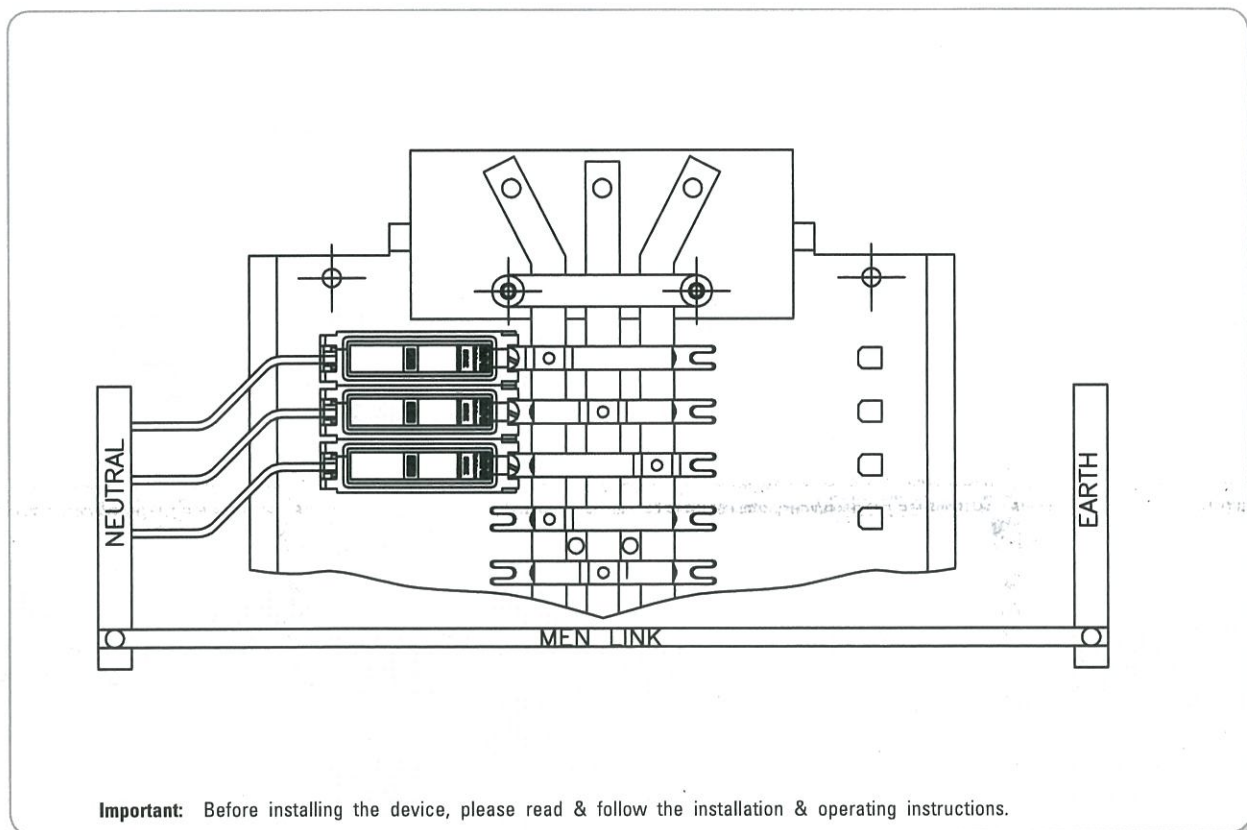 NEUTRAL
EARTH
MEN LINK
Important: Before installing the device, please read & follow the installation & operating instructions.